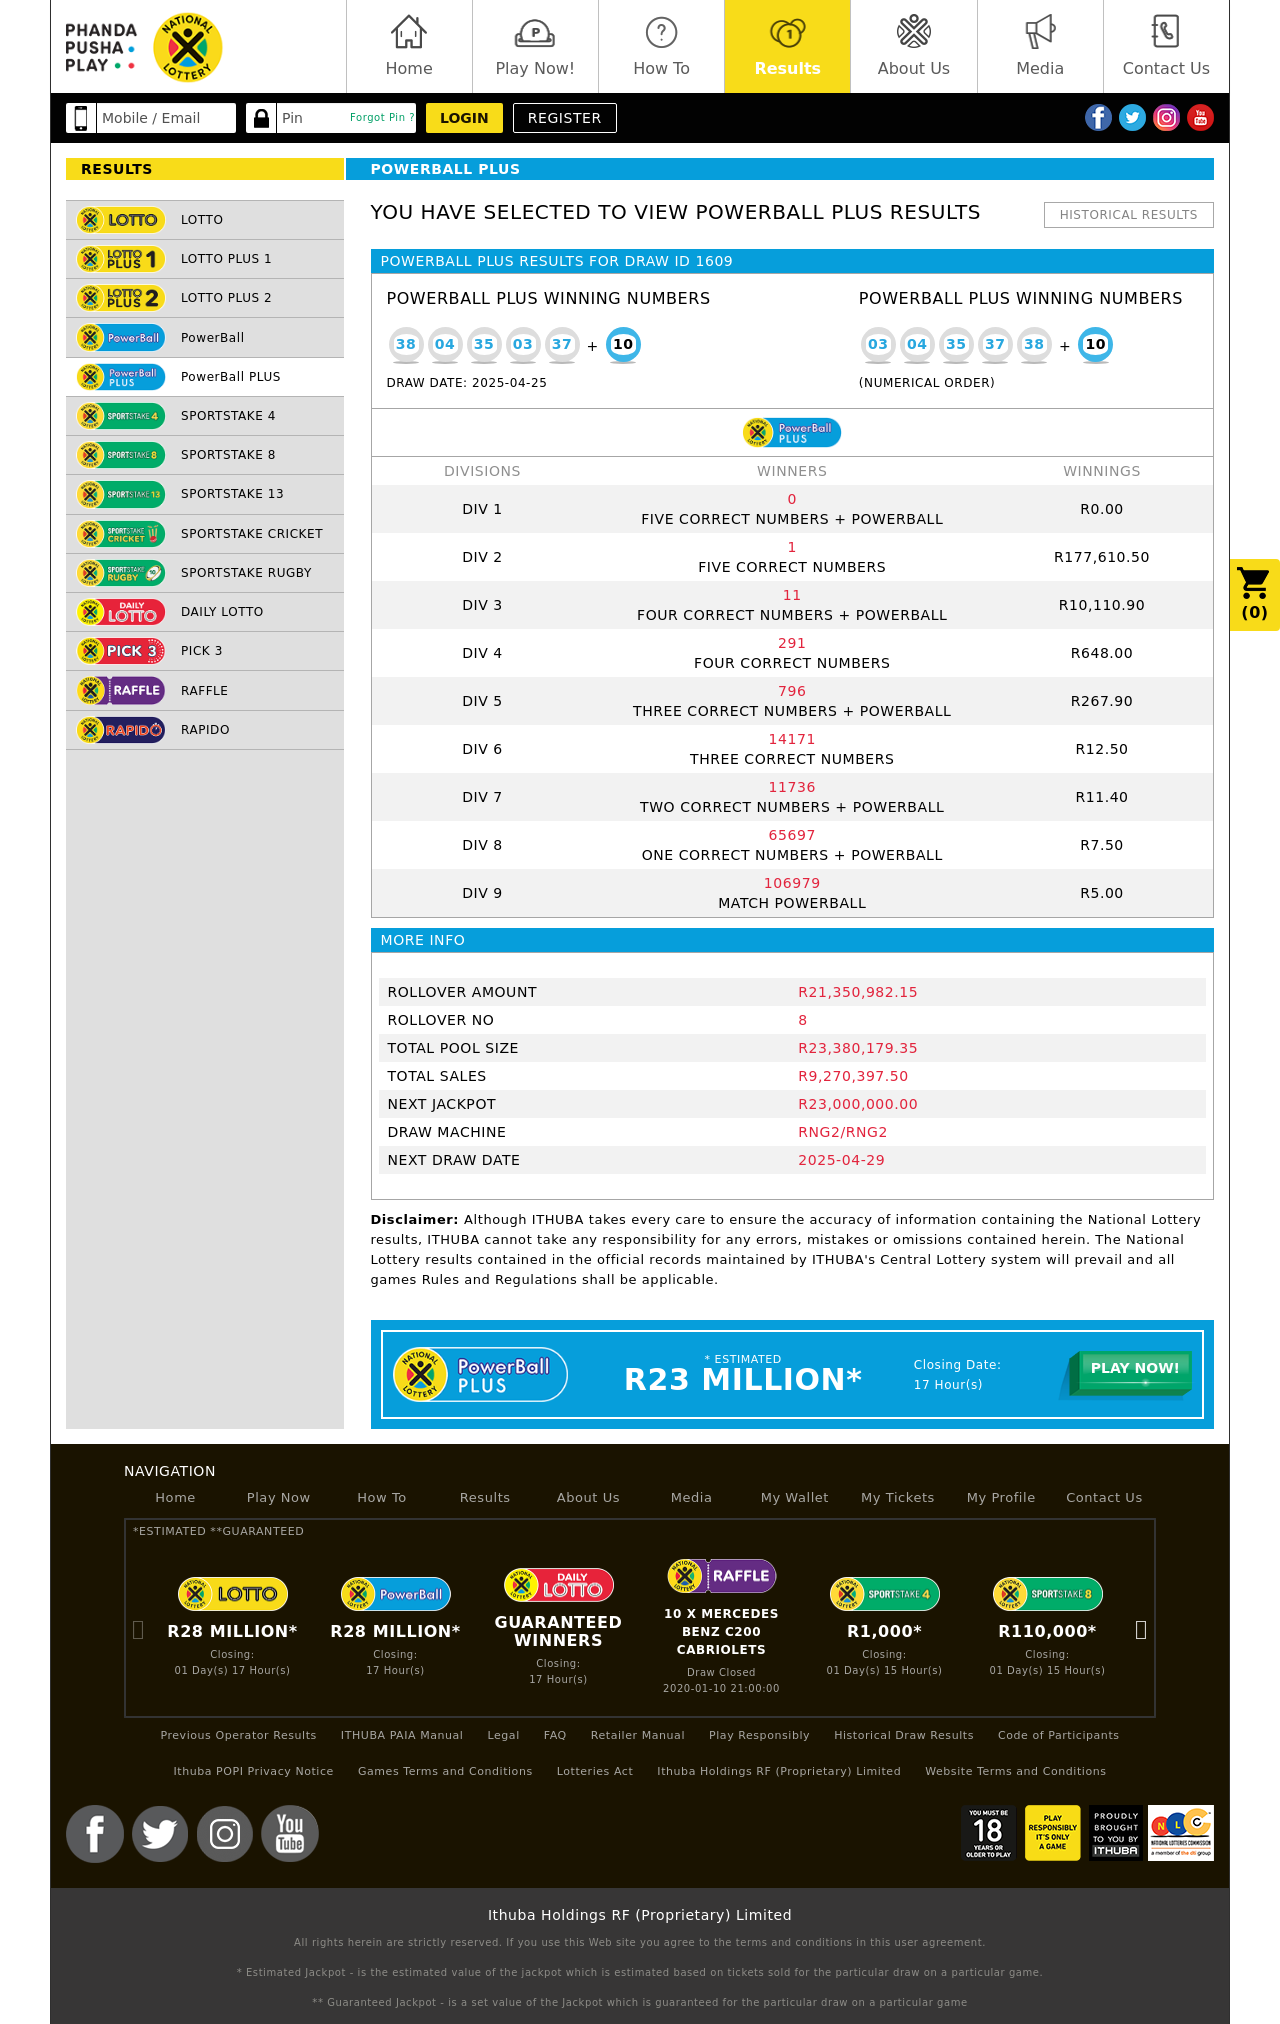 PHANDA
PUSHA
PLAY
NATIONAL
LOTTERY
Home
Play Now!
How To
Results
About Us
Media
Contact Us
Mobile / Email
Pin
Forgot Pin ?
LOGIN
REGISTER
RESULTS
LOTTO
LOTTO
LOTTO PLUS 1
LOTTO PLUS 1
LOTTO PLUS 2
LOTTO PLUS 2
PowerBall
PowerBall
PowerBall PLUS
PowerBall PLUS
SPORTSTAKE 4
SPORTSTAKE 4
SPORTSTAKE 8
SPORTSTAKE 8
SPORTSTAKE 13
SPORTSTAKE 13
SPORTSTAKE CRICKET
SPORTSTAKE CRICKET
SPORTSTAKE RUGBY
SPORTSTAKE RUGBY
DAILY LOTTO
DAILY LOTTO
PICK 3
PICK 3
RAFFLE
RAFFLE
RAPIDO
RAPIDO
POWERBALL PLUS
YOU HAVE SELECTED TO VIEW POWERBALL PLUS RESULTS
HISTORICAL RESULTS
POWERBALL PLUS RESULTS FOR DRAW ID 1609
POWERBALL PLUS WINNING NUMBERS
38 04 35 03 37 + 10
DRAW DATE: 2025-04-25
POWERBALL PLUS WINNING NUMBERS
03 04 35 37 38 + 10
(NUMERICAL ORDER)
PowerBall
PLUS
DIVISIONS WINNERS WINNINGS
0
DIV 1 FIVE CORRECT NUMBERS + POWERBALL R0.00
1
DIV 2 FIVE CORRECT NUMBERS R177,610.50
11
DIV 3 FOUR CORRECT NUMBERS + POWERBALL R10,110.90
291
DIV 4 FOUR CORRECT NUMBERS R648.00
796
DIV 5 THREE CORRECT NUMBERS + POWERBALL R267.90
14171
DIV 6 THREE CORRECT NUMBERS R12.50
11736
DIV 7 TWO CORRECT NUMBERS + POWERBALL R11.40
65697
DIV 8 ONE CORRECT NUMBERS + POWERBALL R7.50
106979
DIV 9 MATCH POWERBALL R5.00
(0)
MORE INFO
ROLLOVER AMOUNT R21,350,982.15
ROLLOVER NO 8
TOTAL POOL SIZE R23,380,179.35
TOTAL SALES R9,270,397.50
NEXT JACKPOT R23,000,000.00
DRAW MACHINE RNG2/RNG2
NEXT DRAW DATE 2025-04-29
Disclaimer: Although ITHUBA takes every care to ensure the accuracy of information containing the National Lottery
results, ITHUBA cannot take any responsibility for any errors, mistakes or omissions contained herein. The National
Lottery results contained in the official records maintained by ITHUBA's Central Lottery system will prevail and all
games Rules and Regulations shall be applicable.
NATIONAL LOTTERY
PowerBall
PLUS
* ESTIMATED
R23 MILLION*
Closing Date:
17 Hour(s)
PLAY NOW!
NAVIGATION
Home Play Now How To Results About Us Media My Wallet My Tickets My Profile Contact Us
*ESTIMATED **GUARANTEED
LOTTO
R28 MILLION*
Closing:
01 Day(s) 17 Hour(s)
PowerBall
R28 MILLION*
Closing:
17 Hour(s)
DAILY
LOTTO
GUARANTEED
WINNERS
Closing:
17 Hour(s)
RAFFLE
10 X MERCEDES
BENZ C200
CABRIOLETS
Draw Closed
2020-01-10 21:00:00
SPORTSTAKE 4
R1,000*
Closing:
01 Day(s) 15 Hour(s)
SPORTSTAKE 8
R110,000*
Closing:
01 Day(s) 15 Hour(s)
Previous Operator Results ITHUBA PAIA Manual Legal FAQ Retailer Manual Play Responsibly Historical Draw Results Code of Participants
Ithuba POPI Privacy Notice Games Terms and Conditions Lotteries Act Ithuba Holdings RF (Proprietary) Limited Website Terms and Conditions
You
Tube
YOU MUST BE
18
YEARS OR
OLDER TO PLAY
PLAY
RESPONSIBLY
IT'S ONLY
A GAME
PROUDLY
BROUGHT
TO YOU BY
ITHUBA
NLC
NATIONAL LOTTERIES COMMISSION
a member of the dti group
Ithuba Holdings RF (Proprietary) Limited
All rights herein are strictly reserved. If you use this Web site you agree to the terms and conditions in this user agreement.
* Estimated Jackpot - is the estimated value of the jackpot which is estimated based on tickets sold for the particular draw on a particular game.
** Guaranteed Jackpot - is a set value of the Jackpot which is guaranteed for the particular draw on a particular game